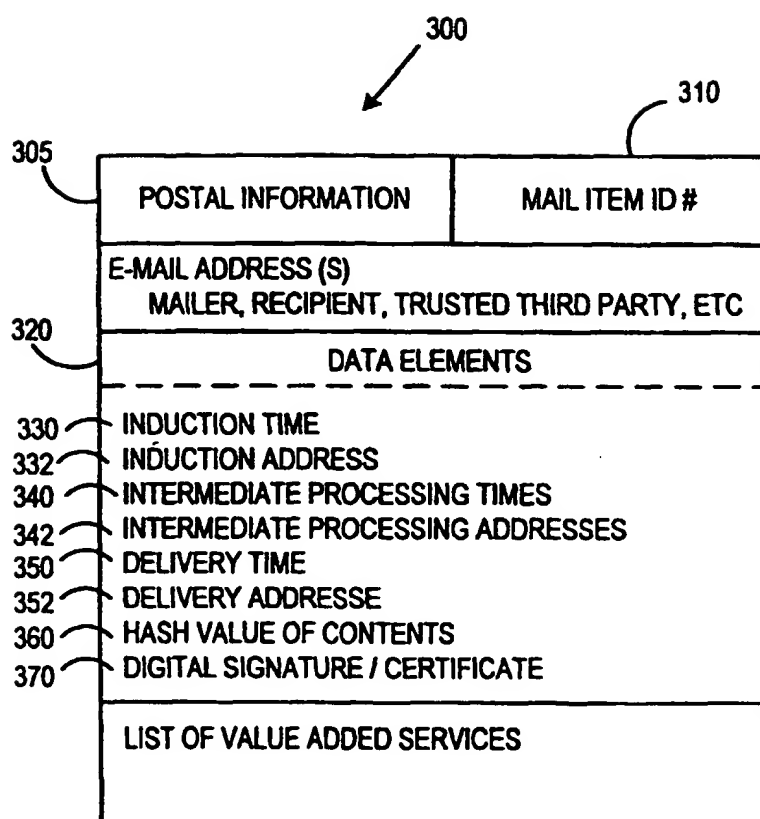 300
310
305
POSTAL INFORMATION
MAIL ITEM ID #
E-MAIL ADDRESS (S)
MAILER, RECIPIENT, TRUSTED THIRD PARTY, ETC
320
DATA ELEMENTS
330 INDUCTION TIME
332 INDUCTION ADDRESS
340 INTERMEDIATE PROCESSING TIMES
342 INTERMEDIATE PROCESSING ADDRESSES
350 DELIVERY TIME
352 DELIVERY ADDRESSE
360 HASH VALUE OF CONTENTS
370 DIGITAL SIGNATURE / CERTIFICATE
LIST OF VALUE ADDED SERVICES